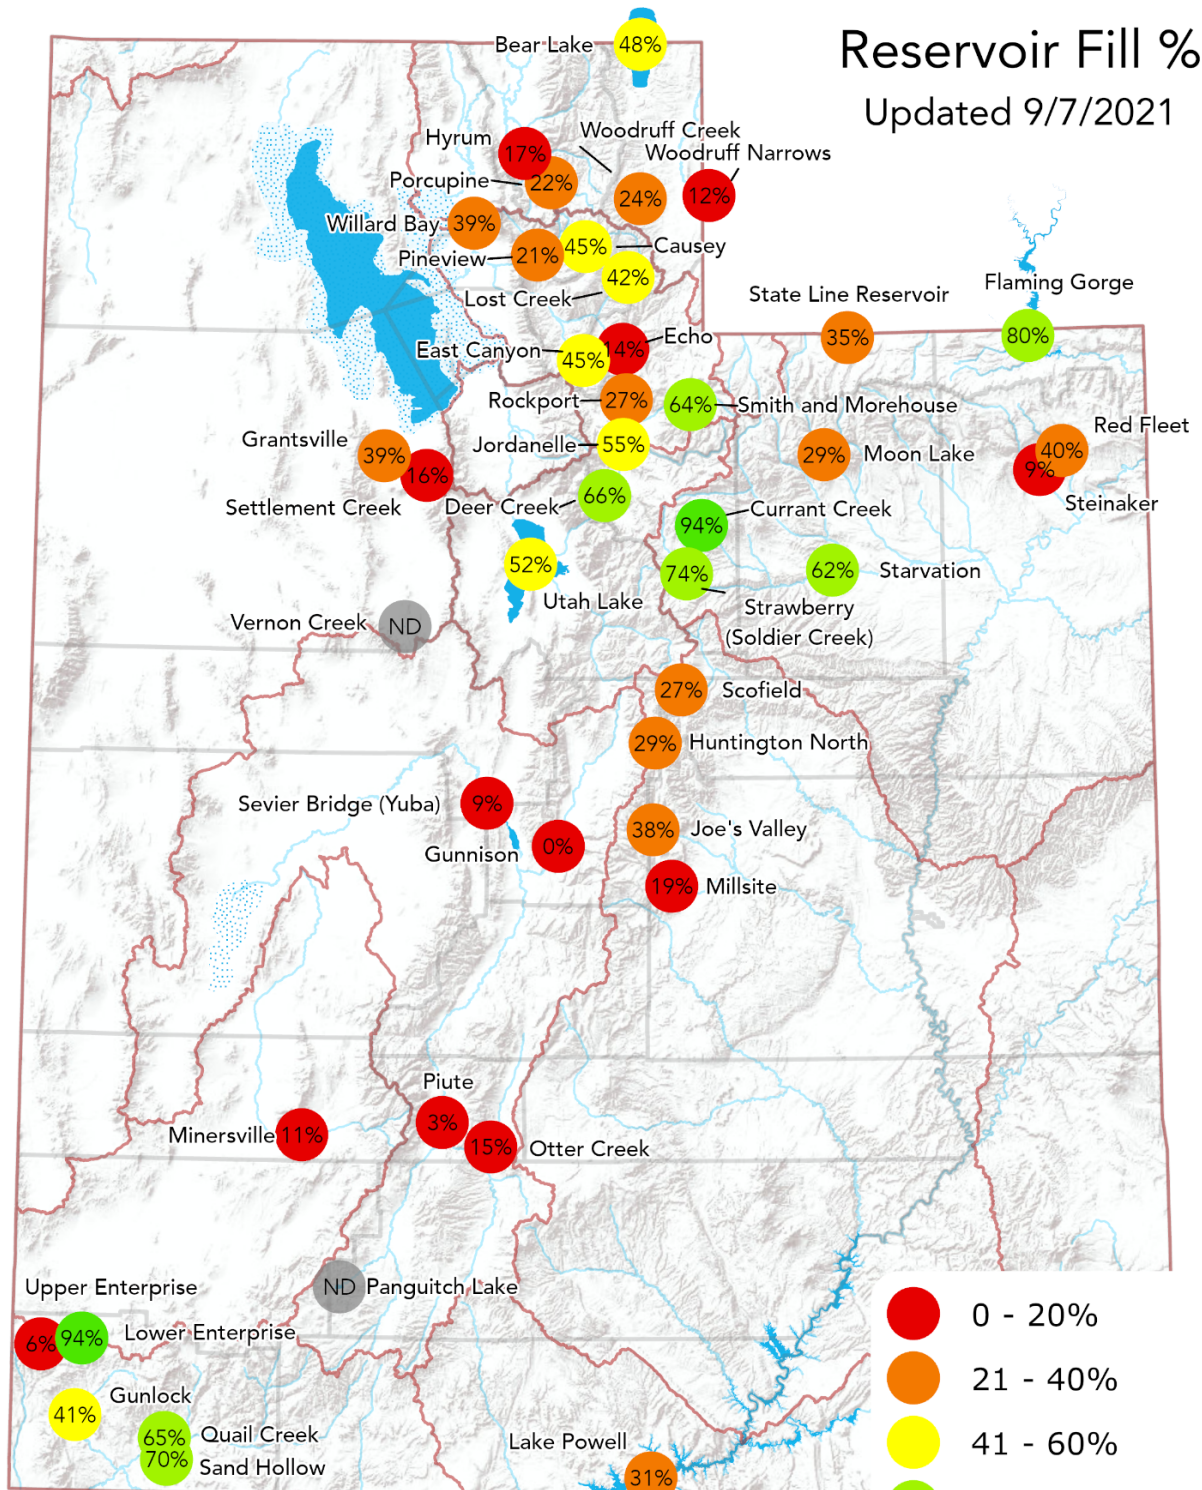 Reservoir Fill %
Updated 9/7/2021
Bear Lake
48%
Hyrum
17%
Woodruff Creek
Woodruff Narrows
Porcupine
22%
24%
12%
Willard Bay
39%
45%
Causey
Pineview
21%
42%
Lost Creek
Flaming Gorge
State Line Reservoir
35%
80%
Echo
14%
East Canyon
45%
Rockport
27%
64%
Smith and Morehouse
Grantsville
39%
Jordanelle
55%
29%
Moon Lake
Red Fleet
40%
9%
Steinaker
16%
Settlement Creek
Deer Creek
66%
94%
Currant Creek
52%
Utah Lake
74%
Strawberry
(Soldier Creek)
62%
Starvation
Vernon Creek
ND
27%
Scofield
29%
Huntington North
Sevier Bridge (Yuba)
9%
38%
Joe's Valley
Gunnison
0%
19%
Millsite
Piute
3%
Minersville
11%
15%
Otter Creek
ND
Panguitch Lake
Upper Enterprise
6%
94%
Lower Enterprise
Gunlock
41%
65%
Quail Creek
70%
Sand Hollow
Lake Powell
31%
0 - 20%
21 - 40%
41 - 60%